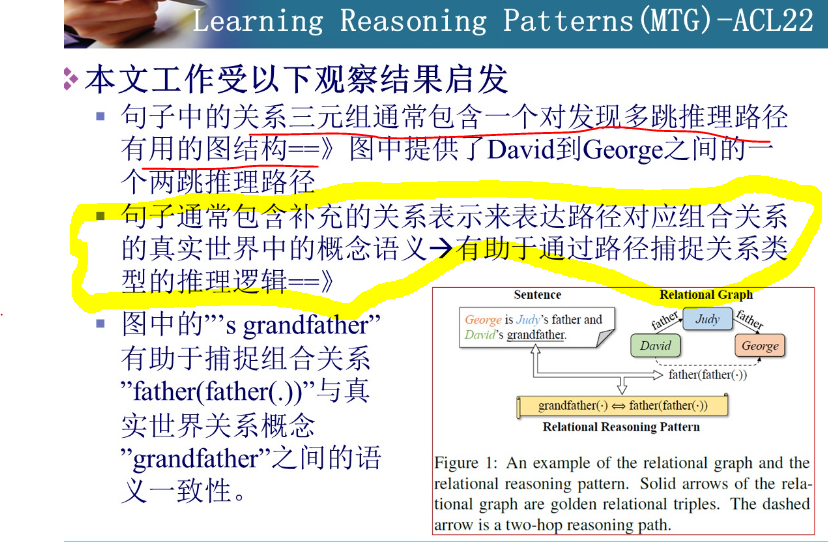 Learning Reasoning Patterns(MTG)-ACL22
本文工作受以下观察结果启发
句子中的关系三元组通常包含一个对发现多跳推理路径
有用的图结构==》图中提供了David到George之间的一
个两跳推理路径
句子通常包含补充的关系表示来表达路径对应组合关系
的真实世界中的概念语义→有助于通过路径捕捉关系类
型的推理逻辑==》
图中的”’s grandfather”
有助于捕捉组合关系
”father(father(.))”与真
实世界关系概念
”grandfather”之间的语
义一致性。
Sentence
George is Judy’s father and
David’s grandfather.
Relational Graph
father
Judy
father
David
George
father(father(·))
grandfather(·) ⇔ father(father(·))
Relational Reasoning Pattern
Figure 1: An example of the relational graph and the
relational reasoning pattern. Solid arrows of the rela-
tional graph are golden relational triples. The dashed
arrow is a two-hop reasoning path.